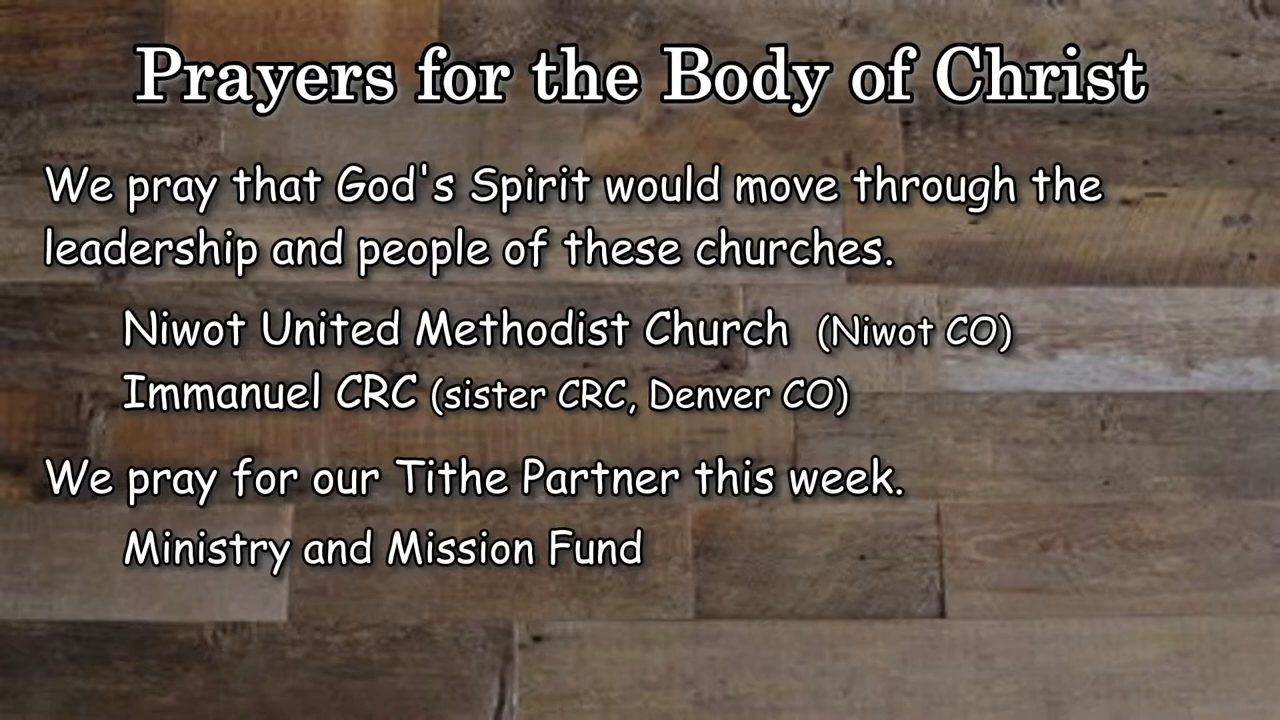 Prayers for the Body of Christ
We pray that God's Spirit would move through the
leadership and people of these churches.
Niwot United Methodist Church (Niwot CO)
Immanuel CRC (sister CRC, Denver CO)
We pray for our Tithe Partner this week.
Ministry and Mission Fund